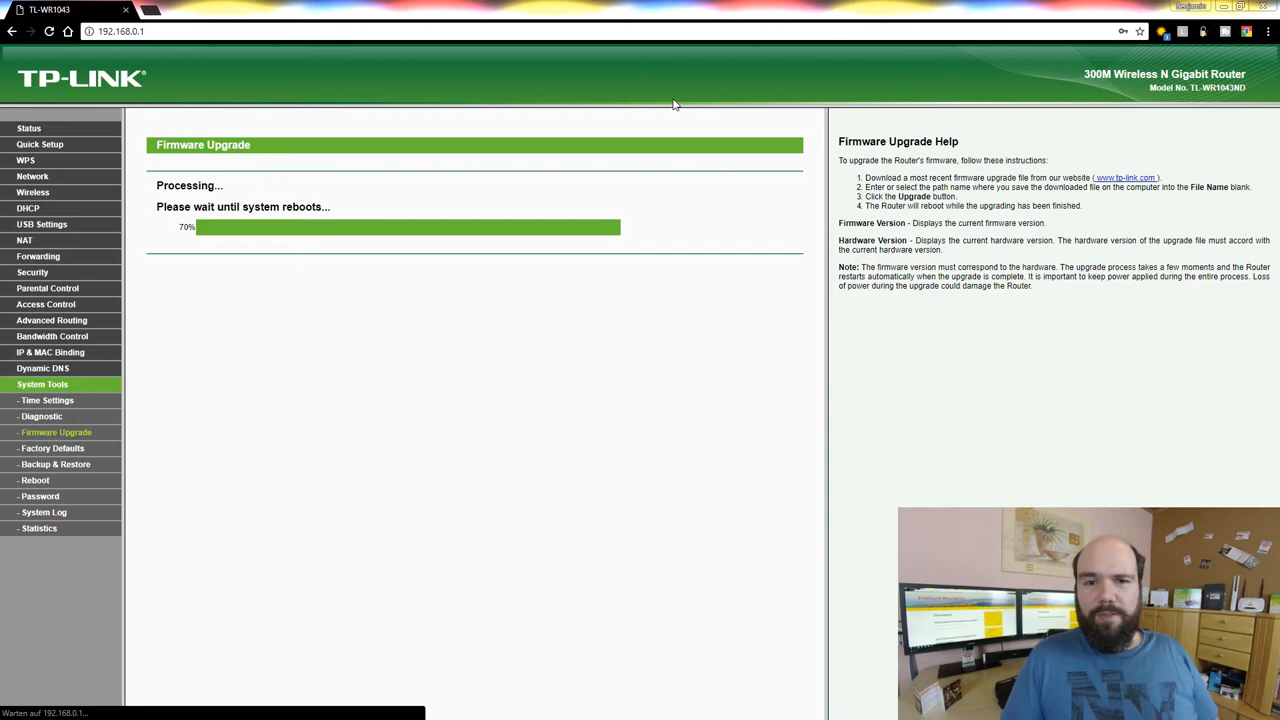 TL-WR1043
Benjamin
192.168.0.1
TP-LINK®
300M Wireless N Gigabit Router
Model No. TL-WR1043ND
Status
Quick Setup
WPS
Network
Wireless
DHCP
USB Settings
NAT
Forwarding
Security
Parental Control
Access Control
Advanced Routing
Bandwidth Control
IP & MAC Binding
Dynamic DNS
System Tools
- Time Settings
- Diagnostic
- Firmware Upgrade
- Factory Defaults
- Backup & Restore
- Reboot
- Password
- System Log
- Statistics
Firmware Upgrade
Processing...
Please wait until system reboots...
70%
Firmware Upgrade Help
To upgrade the Router's firmware, follow these instructions:
1. Download a most recent firmware upgrade file from our website ( www.tp-link.com ).
2. Enter or select the path name where you save the downloaded file on the computer into the File Name blank.
3. Click the Upgrade button.
4. The Router will reboot while the upgrading has been finished.
Firmware Version - Displays the current firmware version.
Hardware Version - Displays the current hardware version. The hardware version of the upgrade file must accord with
the current hardware version.
Note: The firmware version must correspond to the hardware. The upgrade process takes a few moments and the Router
restarts automatically when the upgrade is complete. It is important to keep power applied during the entire process. Loss
of power during the upgrade could damage the Router.
Warten auf 192.168.0.1...